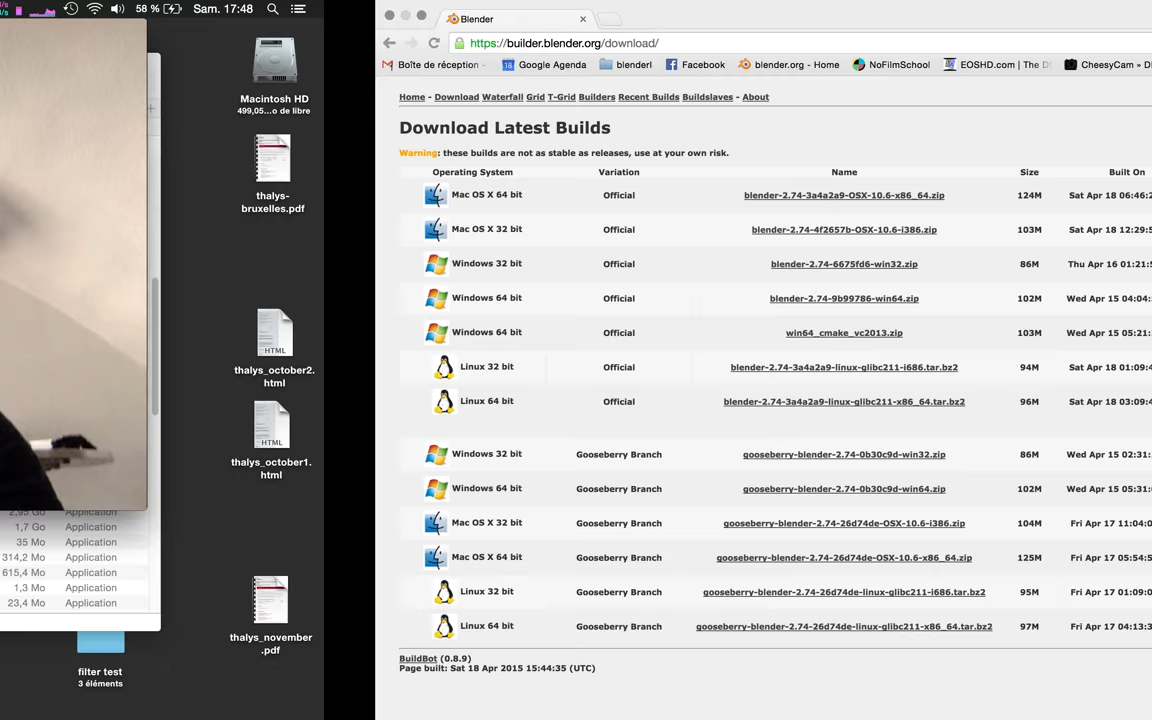 58 % Sam. 17:48
Macintosh HD
499,05...o de libre
thalys-
bruxelles.pdf
HTML
thalys_october2.
html
HTML
thalys_october1.
html
2,95 Go Application
1,7 Go Application
35 Mo Application
314,2 Mo Application
615,4 Mo Application
1,3 Mo Application
23,4 Mo Application
thalys_november
.pdf
filter test
3 éléments
Blender
https://builder.blender.org/download/
Boîte de réception - 18 Google Agenda blenderl Facebook blender.org - Home NoFilmSchool EOSHD.com | The D CheesyCam » D
Home - Download Waterfall Grid T-Grid Builders Recent Builds Buildslaves - About
Download Latest Builds
Warning: these builds are not as stable as releases, use at your own risk.
Operating System Variation Name Size Built On
Mac OS X 64 bit Official blender-2.74-3a4a2a9-OSX-10.6-x86_64.zip 124M Sat Apr 18 06:46:2
Mac OS X 32 bit Official blender-2.74-4f2657b-OSX-10.6-i386.zip 103M Sat Apr 18 12:29:5
Windows 32 bit Official blender-2.74-6675fd6-win32.zip 86M Thu Apr 16 01:21:5
Windows 64 bit Official blender-2.74-9b99786-win64.zip 102M Wed Apr 15 04:04:
Windows 64 bit Official win64_cmake_vc2013.zip 103M Wed Apr 15 05:21:
Linux 32 bit Official blender-2.74-3a4a2a9-linux-glibc211-i686.tar.bz2 94M Sat Apr 18 01:09:4
Linux 64 bit Official blender-2.74-3a4a2a9-linux-glibc211-x86_64.tar.bz2 96M Sat Apr 18 03:09:4
Windows 32 bit Gooseberry Branch gooseberry-blender-2.74-0b30c9d-win32.zip 86M Wed Apr 15 02:31:
Windows 64 bit Gooseberry Branch gooseberry-blender-2.74-0b30c9d-win64.zip 102M Wed Apr 15 05:31:0
Mac OS X 32 bit Gooseberry Branch gooseberry-blender-2.74-26d74de-OSX-10.6-i386.zip 104M Fri Apr 17 11:04:0
Mac OS X 64 bit Gooseberry Branch gooseberry-blender-2.74-26d74de-OSX-10.6-x86_64.zip 125M Fri Apr 17 05:54:5
Linux 32 bit Gooseberry Branch gooseberry-blender-2.74-26d74de-linux-glibc211-i686.tar.bz2 95M Fri Apr 17 01:09:0
Linux 64 bit Gooseberry Branch gooseberry-blender-2.74-26d74de-linux-glibc211-x86_64.tar.bz2 97M Fri Apr 17 04:13:3
BuildBot (0.8.9)
Page built: Sat 18 Apr 2015 15:44:35 (UTC)